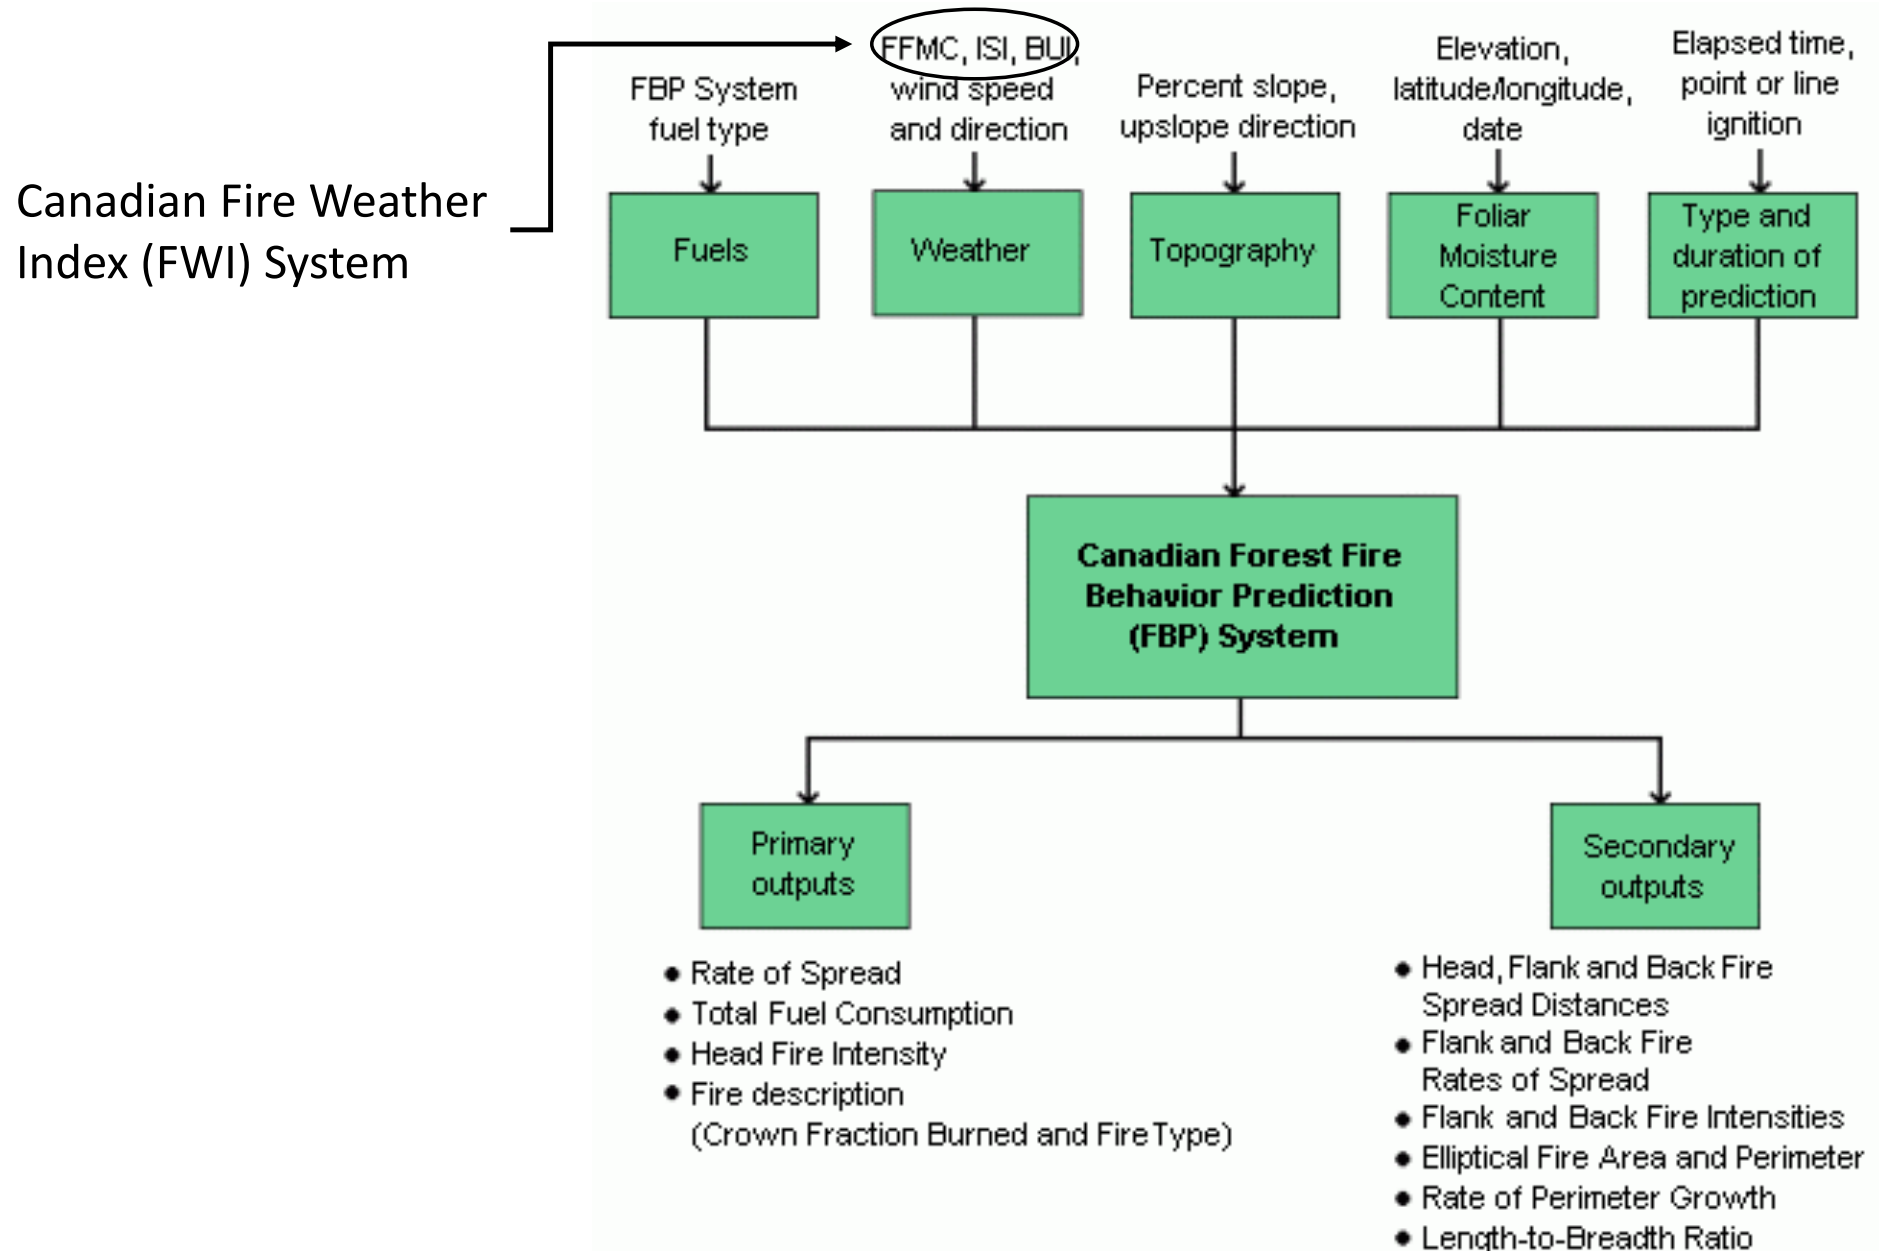 Canadian Fire Weather
Index (FWI) System
FBP System
fuel type
FFMC, ISI, BUI,
wind speed
and direction
Percent slope,
upslope direction
Elevation,
latitude/longitude,
date
Elapsed time,
point or line
ignition
Fuels
Weather
Topography
Foliar
Moisture
Content
Type and
duration of
prediction
Canadian Forest Fire
Behavior Prediction
(FBP) System
Primary
outputs
Secondary
outputs
● Rate of Spread
● Total Fuel Consumption
● Head Fire Intensity
● Fire description
(Crown Fraction Burned and Fire Type)
● Head, Flank and Back Fire
Spread Distances
● Flank and Back Fire
Rates of Spread
● Flank and Back Fire Intensities
● Elliptical Fire Area and Perimeter
● Rate of Perimeter Growth
● Length-to-Breadth Ratio